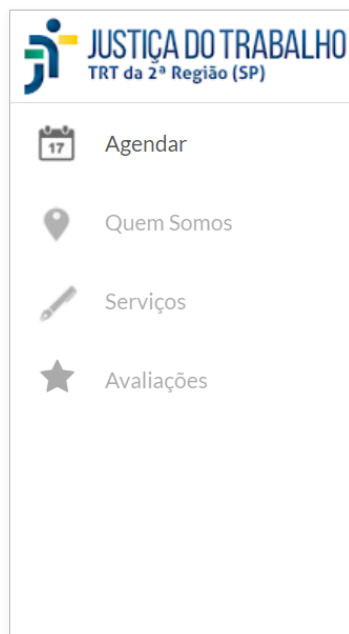 JUSTIÇA DO TRABALHO
TRT da 2ª Região (SP)
17
Agendar
Quem Somos
Serviços
Avaliações